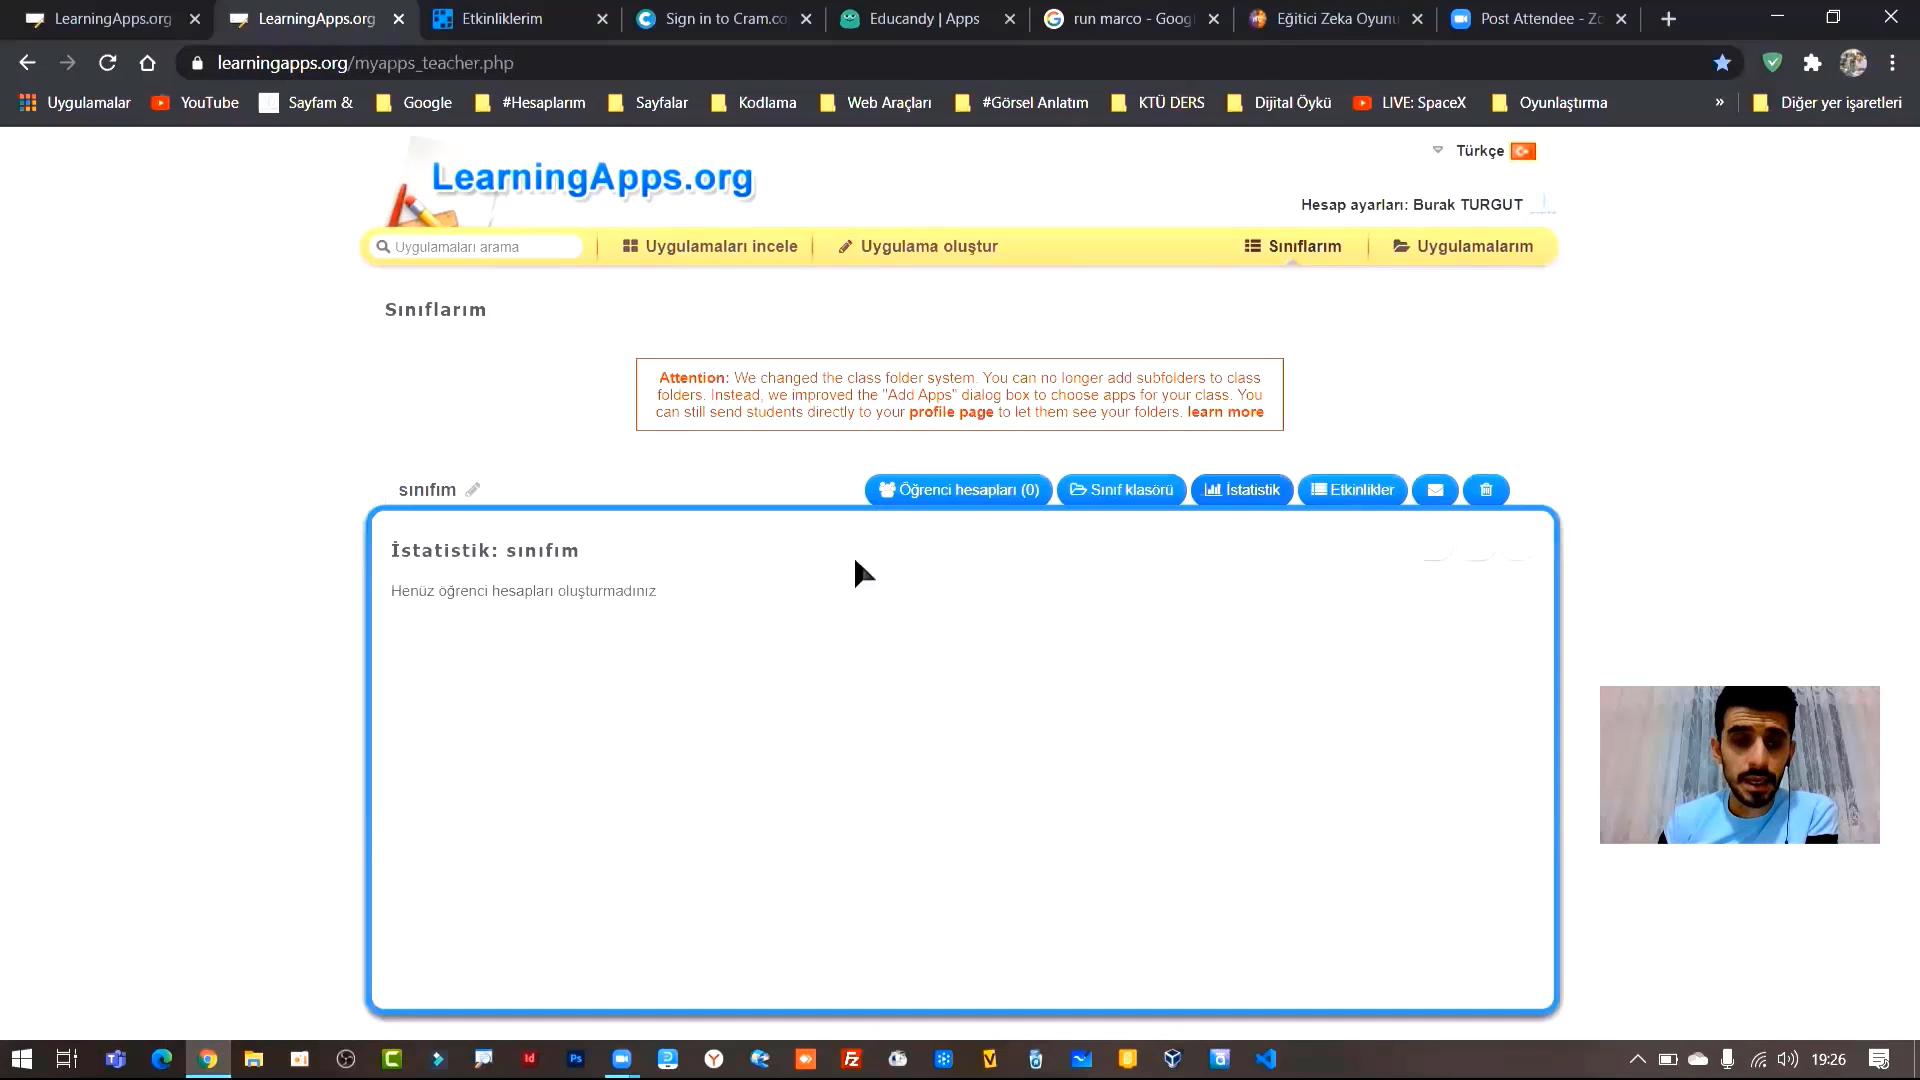 LearningApps.org
LearningApps.org
Etkinliklerim
Sign in to Cram.co
Educandy | Apps
run marco - Googl
Eğitici Zeka Oyunu
Post Attendee - Zo
learningapps.org/myapps_teacher.php
Uygulamalar
YouTube
Sayfam &
Google
#Hesaplarım
Sayfalar
Kodlama
Web Araçları
#Görsel Anlatım
KTÜ DERS
Dijital Öykü
LIVE: SpaceX
Oyunlaştırma
»
Diğer yer işaretleri
LearningApps.org
Türkçe
Hesap ayarları: Burak TURGUT
Uygulamaları arama
Uygulamaları incele
Uygulama oluştur
Sınıflarım
Uygulamalarım
Sınıflarım
Attention: We changed the class folder system. You can no longer add subfolders to class
folders. Instead, we improved the "Add Apps" dialog box to choose apps for your class. You
can still send students directly to your profile page to let them see your folders. learn more
sınıfım
Öğrenci hesapları (0)
Sınıf klasörü
İstatistik
Etkinlikler
İstatistik: sınıfım
Henüz öğrenci hesapları oluşturmadınız
19:26